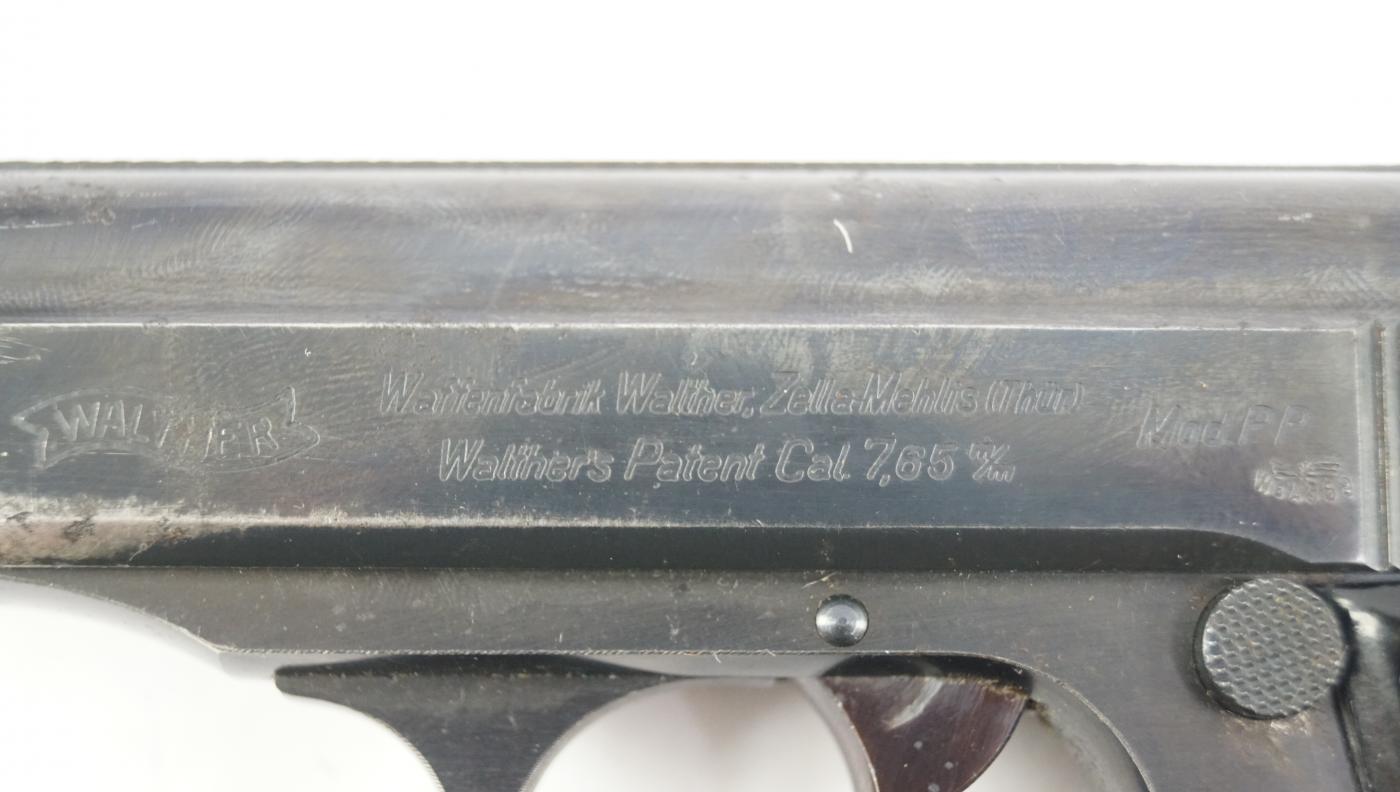 WALTHER
Waffenfabrik Walther, Zella-Mehlis (Thür)
Walther's Patent Cal. 7,65 m/m
Mod. PP